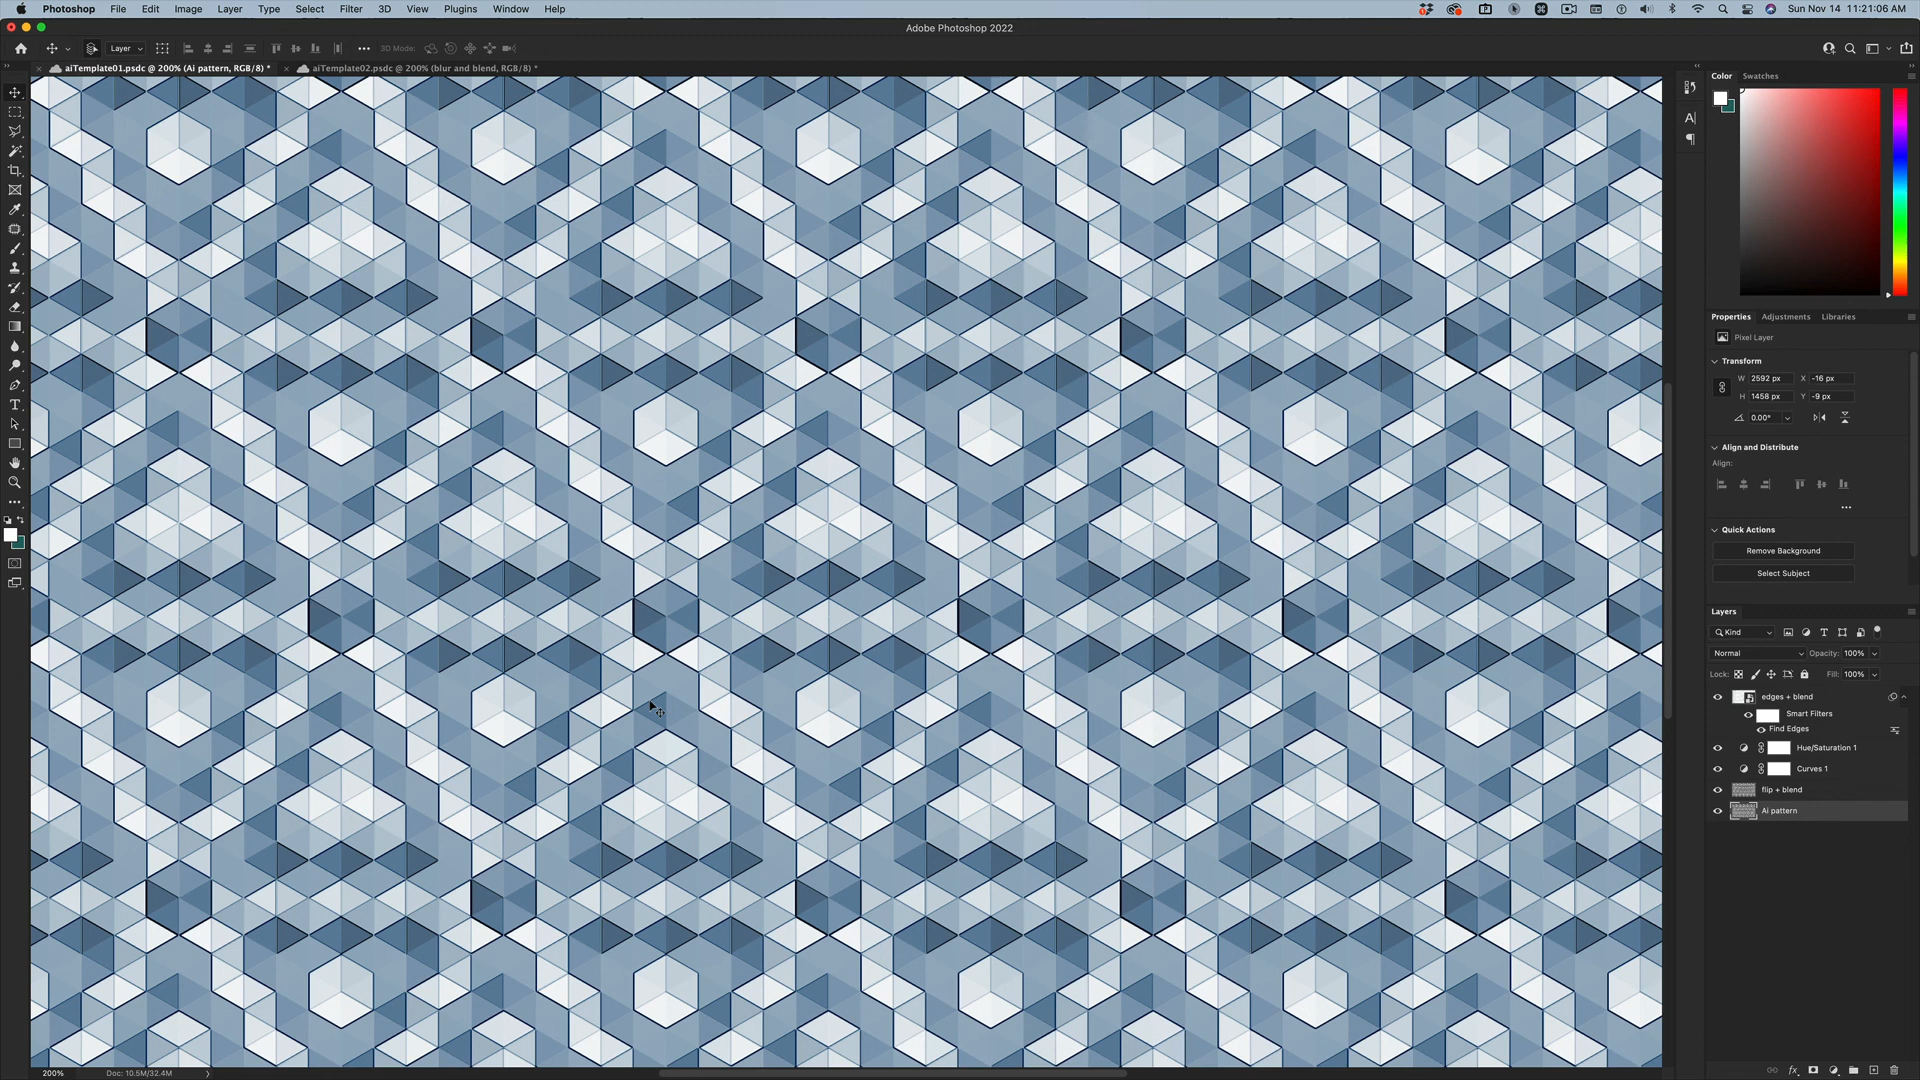 Photoshop File Edit Image Layer Type Select Filter 3D View Plugins Window Help
Sun Nov 14 11:21:06 AM
Adobe Photoshop 2022
Layer
3D Mode:
aiTemplate01.psdc @ 200% (Ai pattern, RGB/8) *
aiTemplate02.psdc @ 200% (blur and blend, RGB/8) *
Color Swatches
Properties Adjustments Libraries
Pixel Layer
Transform
W 2592 px X -16 px
H 1458 px Y -9 px
0.00°
Align and Distribute
Align:
Quick Actions
Remove Background
Select Subject
Layers
Kind
Normal Opacity: 100%
Lock: Fill: 100%
edges + blend
Smart Filters
Find Edges
Hue/Saturation 1
Curves 1
flip + blend
Ai pattern
200% Doc: 10.5M/32.4M